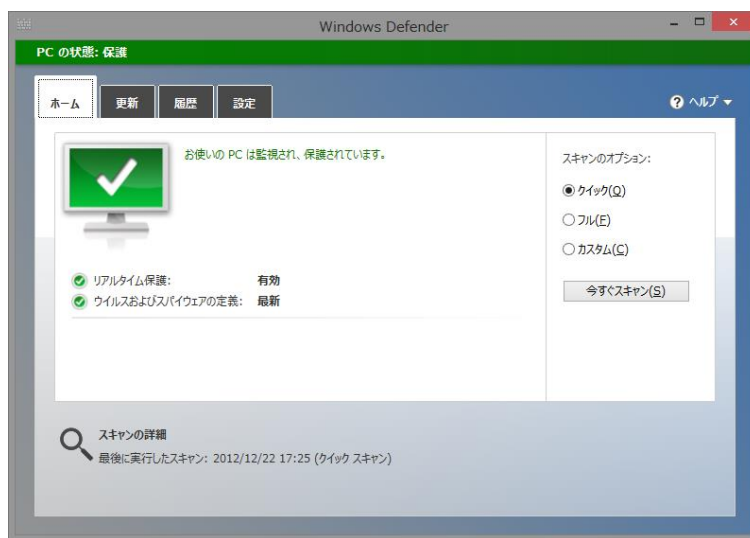 Windows Defender
PC の状態: 保護
ホーム 更新 履歴 設定 ヘルプ
お使いの PC は監視され、保護されています。
リアルタイム保護: 有効
ウイルスおよびスパイウェアの定義: 最新
スキャンのオプション:
クイック(Q)
フル(F)
カスタム(C)
今すぐスキャン(S)
スキャンの詳細
最後に実行したスキャン: 2012/12/22 17:25 (クイック スキャン)